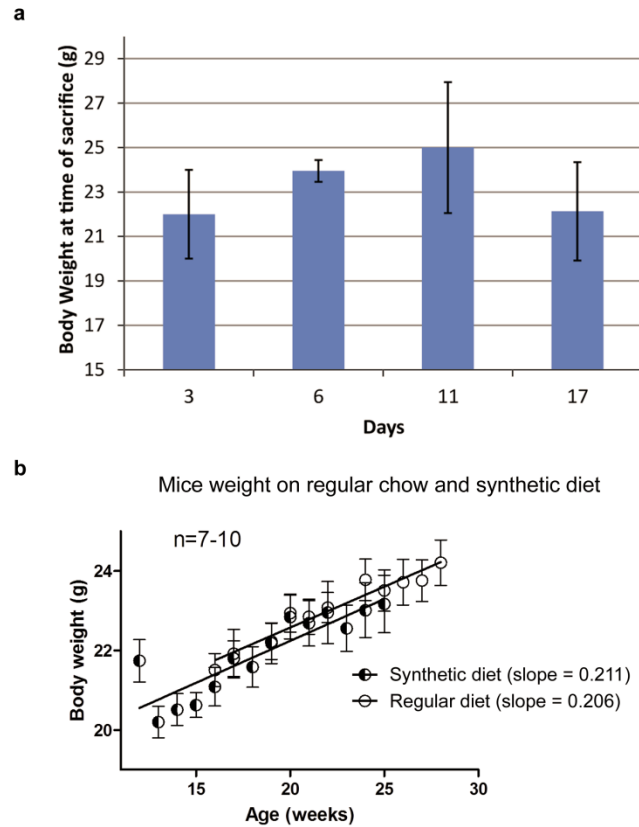 a
Body Weight at time of sacrifice (g)
29
27
25
23
21
19
17
15
3 6 11 17
Days
b
Mice weight on regular chow and synthetic diet
n=7-10
Body weight (g)
24
22
20
Synthetic diet (slope = 0.211)
Regular diet (slope = 0.206)
15 20 25 30
Age (weeks)